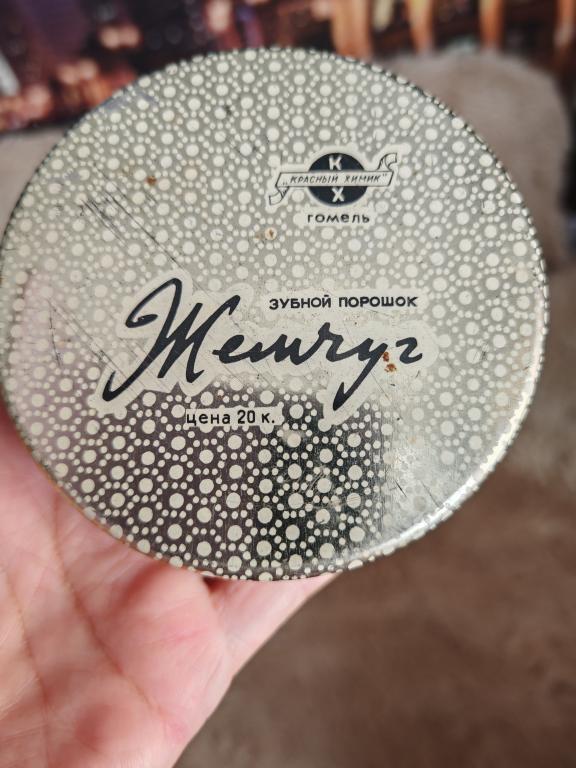 К
„КРАСНЫЙ ХИМИК"
Х
гомель
ЗУБНОЙ ПОРОШОК
Жемчуг
цена 20 к.